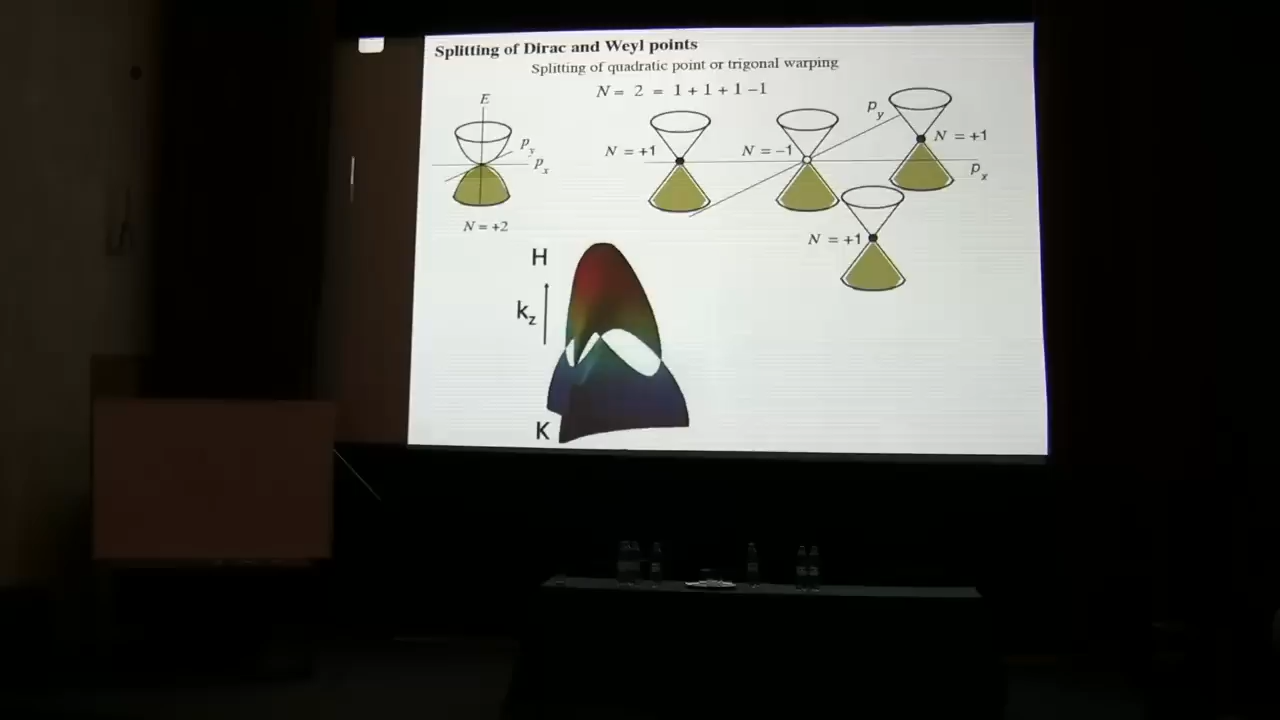 Splitting of Dirac and Weyl points
Splitting of quadratic point or trigonal warping
N = 2 = 1 + 1 + 1 –1
E
p_y
p_x
N = +2
N = +1
N = –1
p_y
N = +1
p_x
N = +1
H
k_z
K